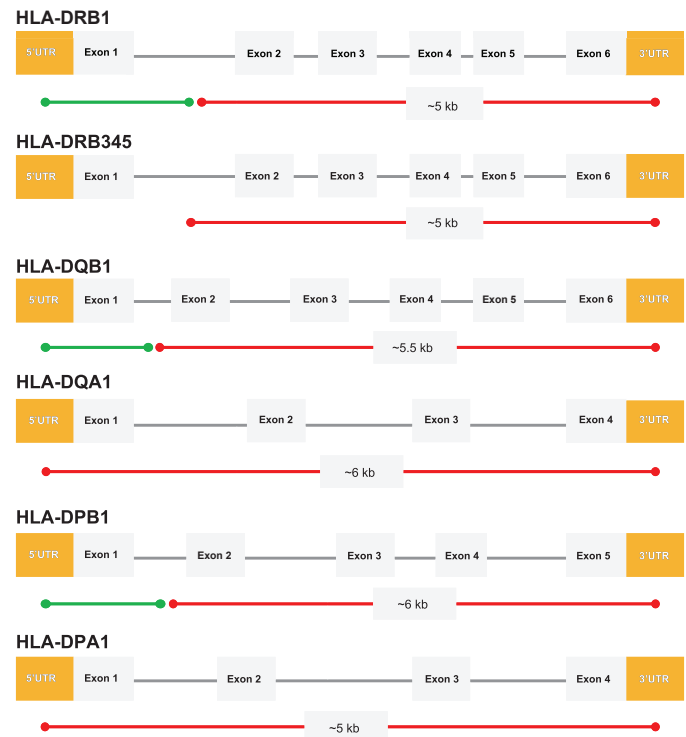 HLA-DRB1
5'UTR Exon 1 Exon 2 Exon 3 Exon 4 Exon 5 Exon 6 3'UTR
~5 kb
HLA-DRB345
5'UTR Exon 1 Exon 2 Exon 3 Exon 4 Exon 5 Exon 6 3'UTR
~5 kb
HLA-DQB1
5'UTR Exon 1 Exon 2 Exon 3 Exon 4 Exon 5 Exon 6 3'UTR
~5.5 kb
HLA-DQA1
5'UTR Exon 1 Exon 2 Exon 3 Exon 4 3'UTR
~6 kb
HLA-DPB1
5'UTR Exon 1 Exon 2 Exon 3 Exon 4 Exon 5 3'UTR
~6 kb
HLA-DPA1
5'UTR Exon 1 Exon 2 Exon 3 Exon 4 3'UTR
~5 kb